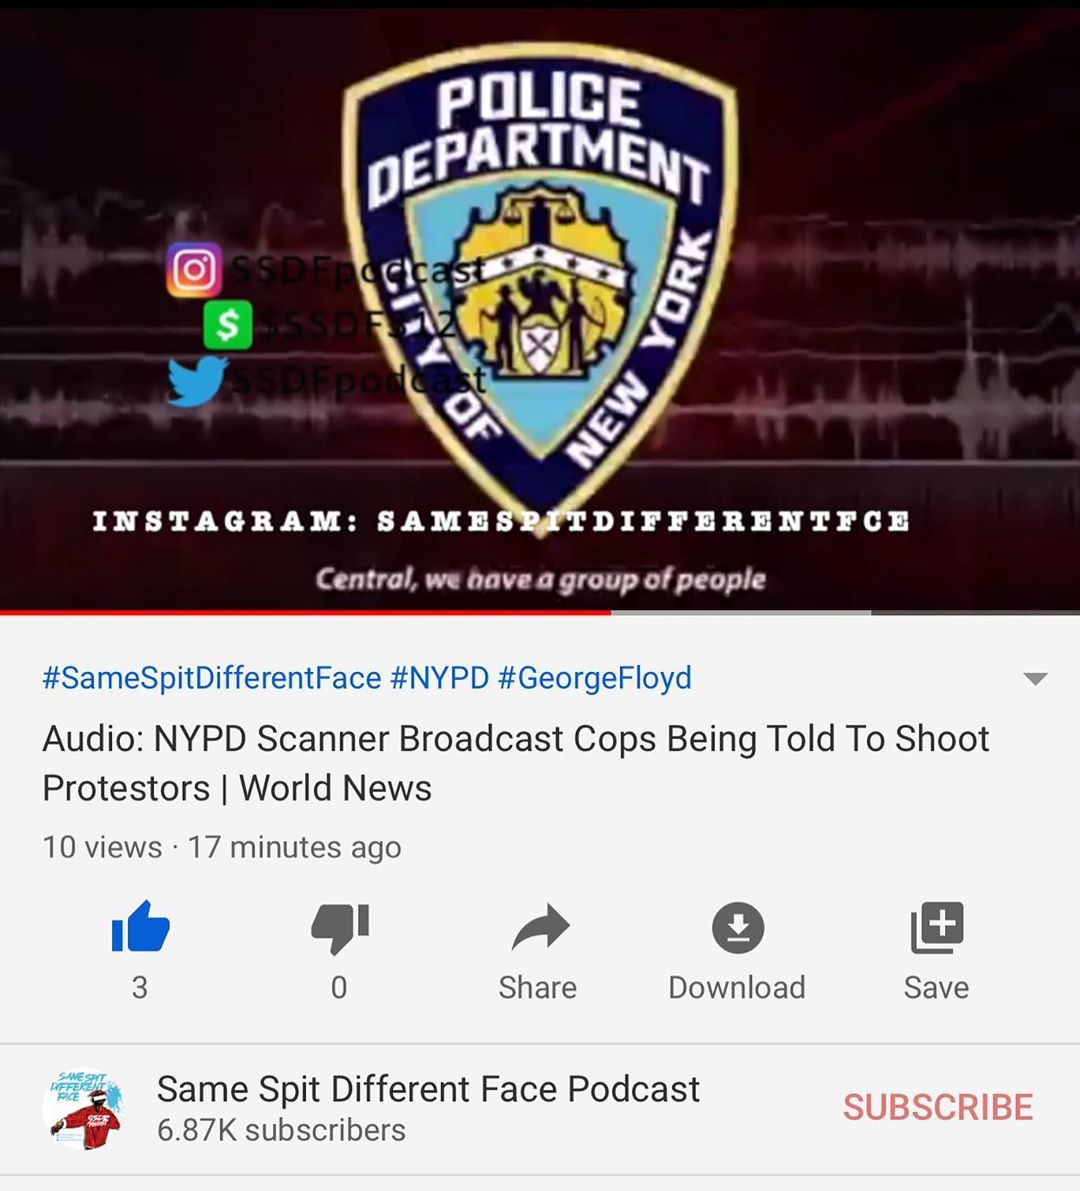 POLICE
DEPARTMENT
CITY OF
NEW YORK
SSDFpodcast
$SSDFS12
SSDFpodcast
INSTAGRAM: SAMESPITDIFFERENTFCE
Central, we have a group of people
#SameSpitDifferentFace #NYPD #GeorgeFloyd
Audio: NYPD Scanner Broadcast Cops Being Told To Shoot
Protestors | World News
10 views · 17 minutes ago
3
0
Share
Download
Save
SAME SPIT
DIFFERENT
FACE
Same Spit Different Face Podcast
6.87K subscribers
SUBSCRIBE